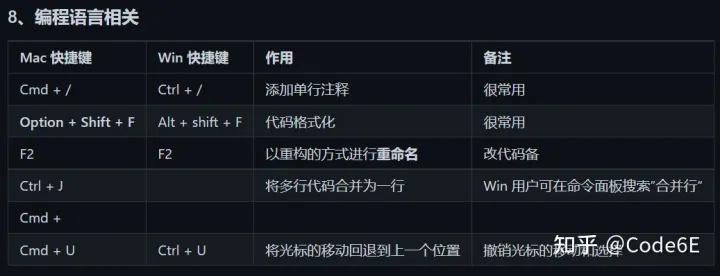 8、编程语言相关
Mac 快捷键 Win 快捷键 作用 备注
Cmd + / Ctrl + / 添加单行注释 很常用
Option + Shift + F Alt + shift + F 代码格式化 很常用
F2 F2 以重构的方式进行重命名 改代码备
Ctrl + J 将多行代码合并为一行 Win 用户可在命令面板搜索”合并行”
Cmd +
Cmd + U Ctrl + U 将光标的移动回退到上一个位置 撤销光标的移动和选择
知乎 @Code6E